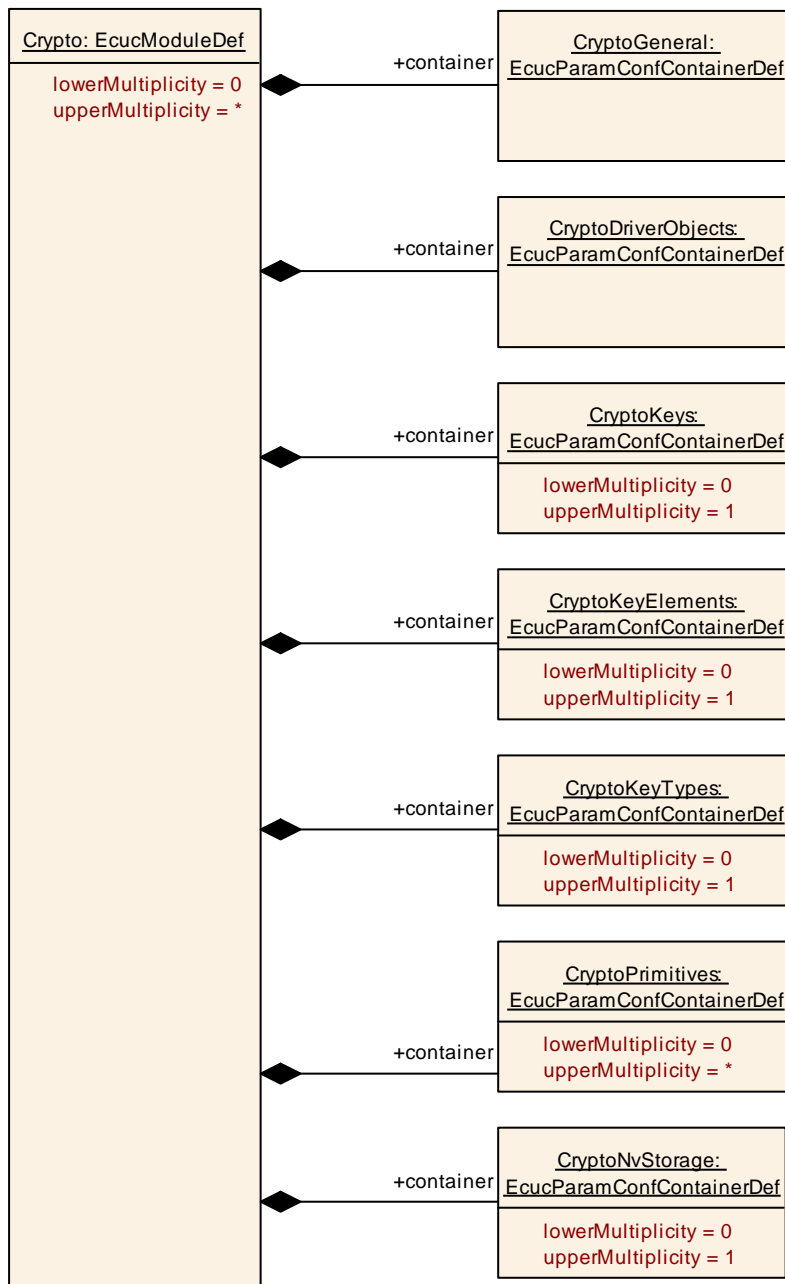 Crypto: EcucModuleDef
lowerMultiplicity = 0
upperMultiplicity = *
+container
CryptoGeneral:
EcucParamConfContainerDef
+container
CryptoDriverObjects:
EcucParamConfContainerDef
+container
CryptoKeys:
EcucParamConfContainerDef
lowerMultiplicity = 0
upperMultiplicity = 1
+container
CryptoKeyElements:
EcucParamConfContainerDef
lowerMultiplicity = 0
upperMultiplicity = 1
+container
CryptoKeyTypes:
EcucParamConfContainerDef
lowerMultiplicity = 0
upperMultiplicity = 1
+container
CryptoPrimitives:
EcucParamConfContainerDef
lowerMultiplicity = 0
upperMultiplicity = *
+container
CryptoNvStorage:
EcucParamConfContainerDef
lowerMultiplicity = 0
upperMultiplicity = 1